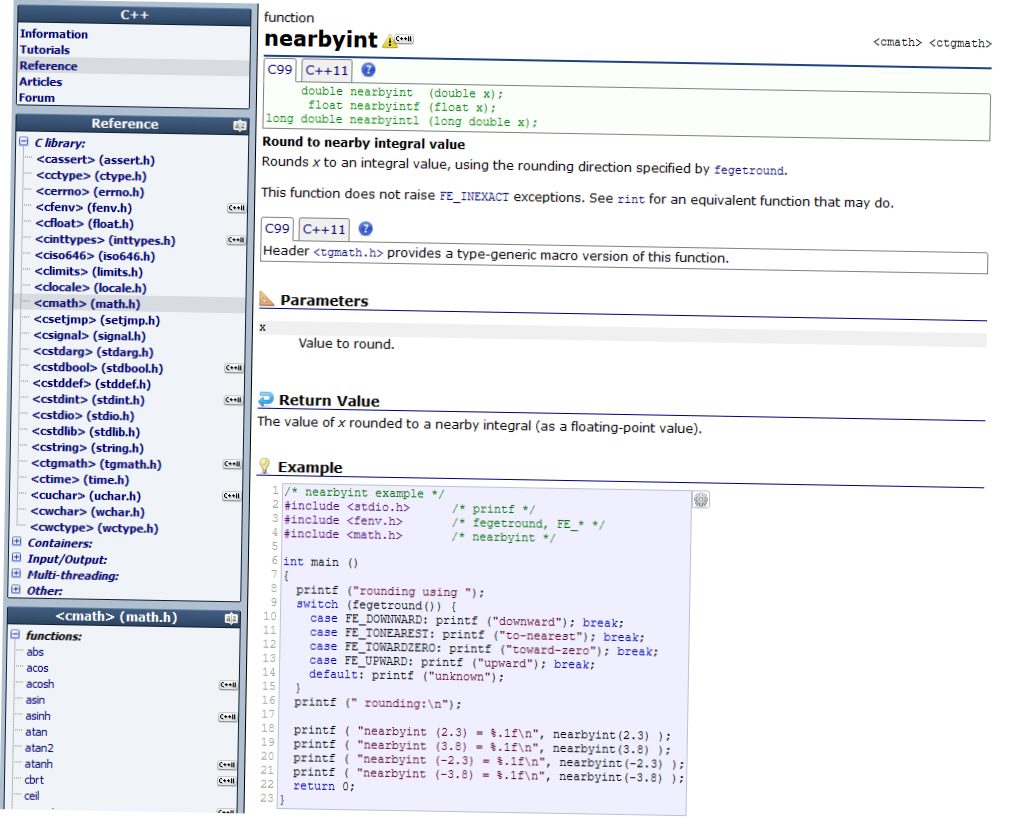 C++
Information
Tutorials
Reference
Articles
Forum
Reference
C library:
<cassert> (assert.h)
<cctype> (ctype.h)
<cerrno> (errno.h)
<cfenv> (fenv.h)
C++11
<cfloat> (float.h)
<cinttypes> (inttypes.h)
C++11
<ciso646> (iso646.h)
<climits> (limits.h)
<clocale> (locale.h)
<cmath> (math.h)
<csetjmp> (setjmp.h)
<csignal> (signal.h)
<cstdarg> (stdarg.h)
<cstdbool> (stdbool.h)
C++11
<cstddef> (stddef.h)
<cstdint> (stdint.h)
C++11
<cstdio> (stdio.h)
<cstdlib> (stdlib.h)
<cstring> (string.h)
<ctgmath> (tgmath.h)
C++11
<ctime> (time.h)
<cuchar> (uchar.h)
C++11
<cwchar> (wchar.h)
<cwctype> (wctype.h)
Containers:
Input/Output:
Multi-threading:
Other:
<cmath> (math.h)
functions:
abs
acos
acosh
C++11
asin
asinh
C++11
atan
atan2
atanh
C++11
cbrt
C++11
ceil
function
nearbyint
C++11
<cmath> <ctgmath>
C99 C++11 ?
double nearbyint (double x);
float nearbyintf (float x);
long double nearbyintl (long double x);
Round to nearby integral value
Rounds x to an integral value, using the rounding direction specified by fegetround.
This function does not raise FE_INEXACT exceptions. See rint for an equivalent function that may do.
C99 C++11 ?
Header <tgmath.h> provides a type-generic macro version of this function.
Parameters
x
Value to round.
Return Value
The value of x rounded to a nearby integral (as a floating-point value).
Example
1 /* nearbyint example */
2 #include <stdio.h> /* printf */
3 #include <fenv.h> /* fegetround, FE_* */
4 #include <math.h> /* nearbyint */
5
6 int main ()
7 {
8 printf ("rounding using ");
9 switch (fegetround()) {
10 case FE_DOWNWARD: printf ("downward"); break;
11 case FE_TONEAREST: printf ("to-nearest"); break;
12 case FE_TOWARDZERO: printf ("toward-zero"); break;
13 case FE_UPWARD: printf ("upward"); break;
14 default: printf ("unknown");
15 }
16 printf (" rounding:\n");
17
18 printf ( "nearbyint (2.3) = %.1f\n", nearbyint(2.3) );
19 printf ( "nearbyint (3.8) = %.1f\n", nearbyint(3.8) );
20 printf ( "nearbyint (-2.3) = %.1f\n", nearbyint(-2.3) );
21 printf ( "nearbyint (-3.8) = %.1f\n", nearbyint(-3.8) );
22 return 0;
23 }